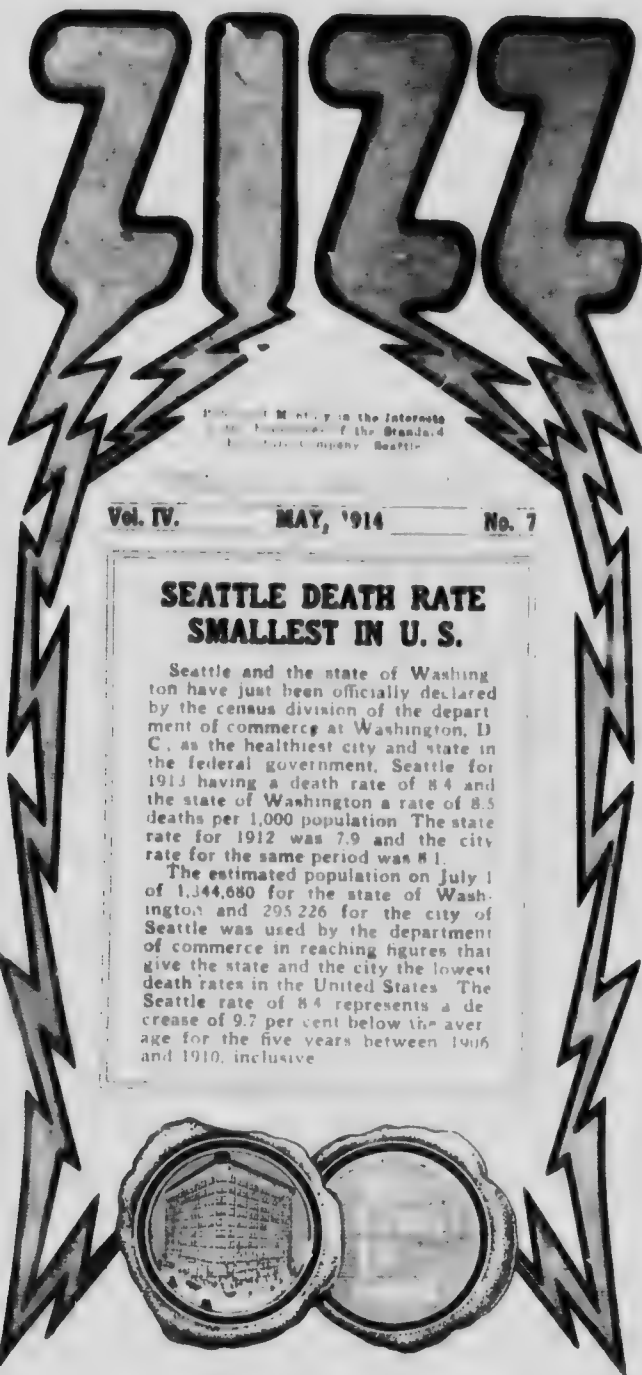 ZIZZ
in the Interests
of the Standard
Company Seattle
Vol. IV. MAY, 1914 No. 7
SEATTLE DEATH RATE
SMALLEST IN U. S.
Seattle and the state of Washing
ton have just been officially declared
by the census division of the depart
ment of commerce at Washington, D
C., as the healthiest city and state in
the federal government, Seattle for
1913 having a death rate of 8.4 and
the state of Washington a rate of 8.5
deaths per 1,000 population The state
rate for 1912 was 7.9 and the city
rate for the same period was 8 1.
The estimated population on July 1
of 1,344,680 for the state of Wash-
ington and 295 226 for the city of
Seattle was used by the department
of commerce in reaching figures that
give the state and the city the lowest
death rates in the United States The
Seattle rate of 8 4 represents a de
crease of 9.7 per cent below the aver
age for the five years between 1906
and 1910, inclusive